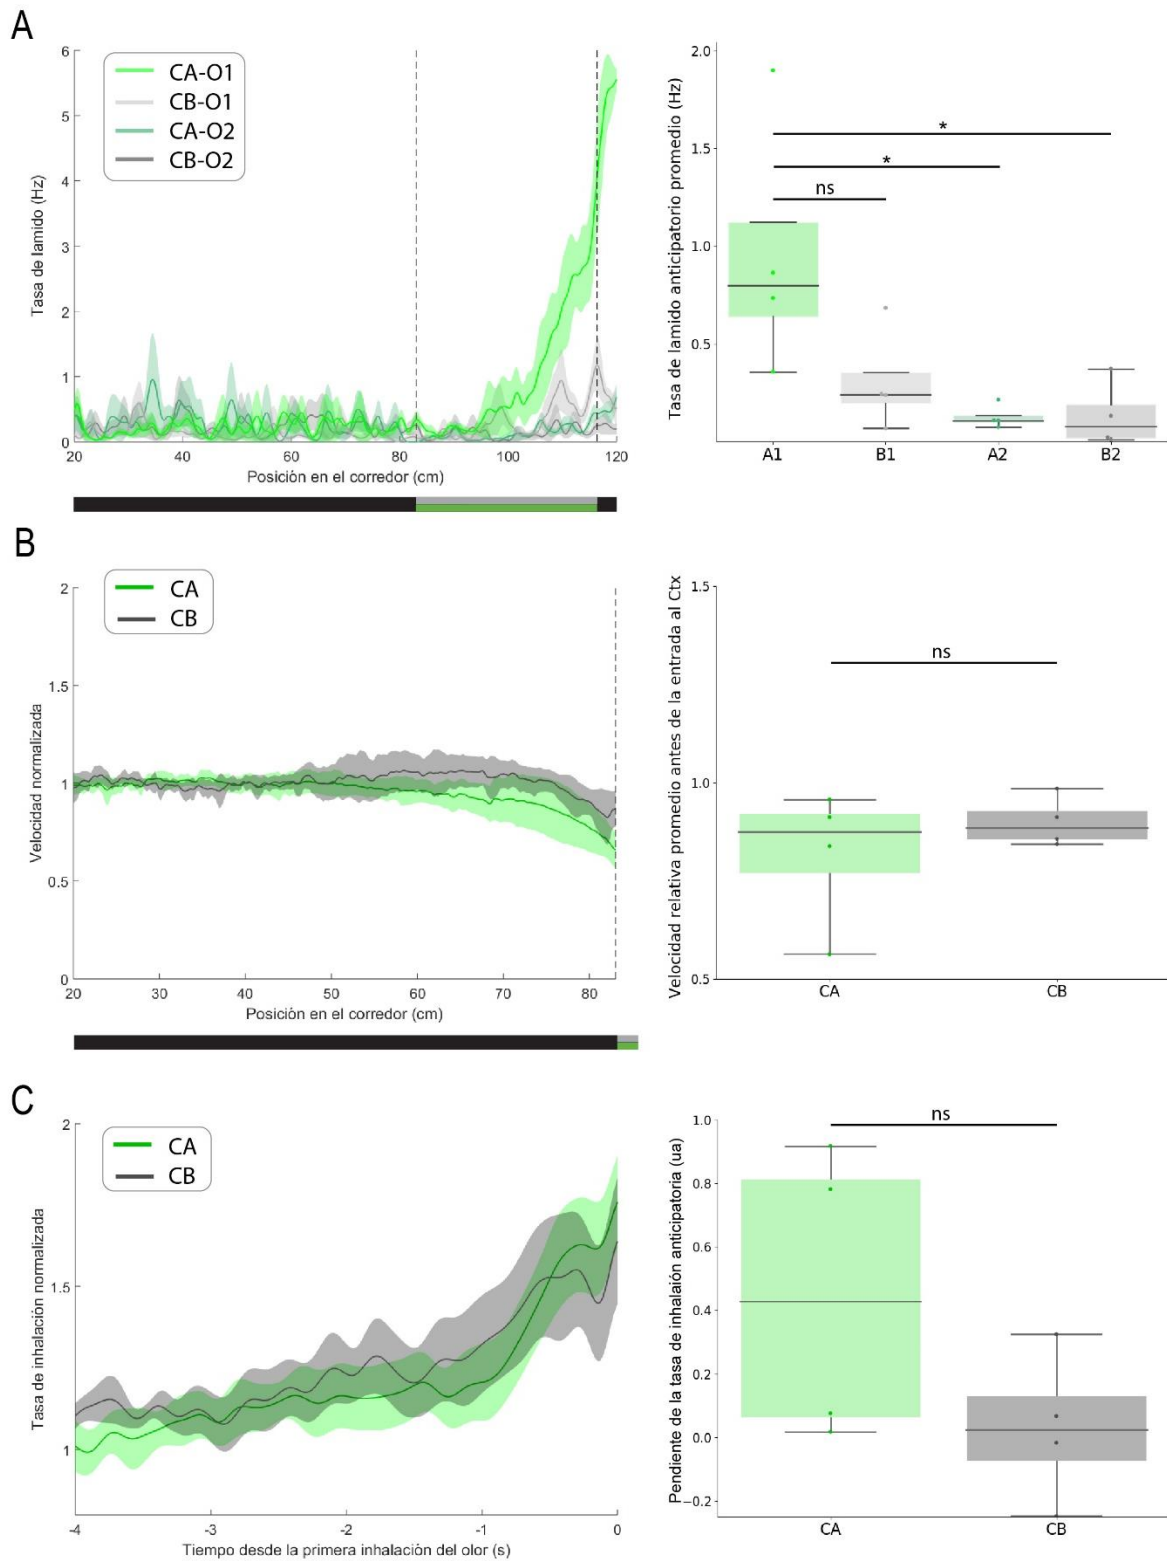 A
CA-O1
CB-O1
CA-O2
CB-O2
Tasa de lamido (Hz)
6
5
4
3
2
1
0
20
40
60
80
100
120
Posición en el corredor (cm)
Tasa de lamido anticipatorio promedio (Hz)
2.0
1.5
1.0
0.5
*
*
ns
A1
B1
A2
B2
B
CA
CB
Velocidad normalizada
2
1.5
1
0.5
0
20
30
40
50
60
70
80
Posición en el corredor (cm)
Velocidad relativa promedio antes de la entrada al Ctx
1.5
1.0
0.5
ns
CA
CB
C
CA
CB
Tasa de inhalación normalizada
2
1.5
1
-4
-3
-2
-1
0
Tiempo desde la primera inhalación del olor (s)
Pendiente de la tasa de inhalaión anticipatoria (ua)
1.0
0.8
0.6
0.4
0.2
0.0
−0.2
ns
CA
CB